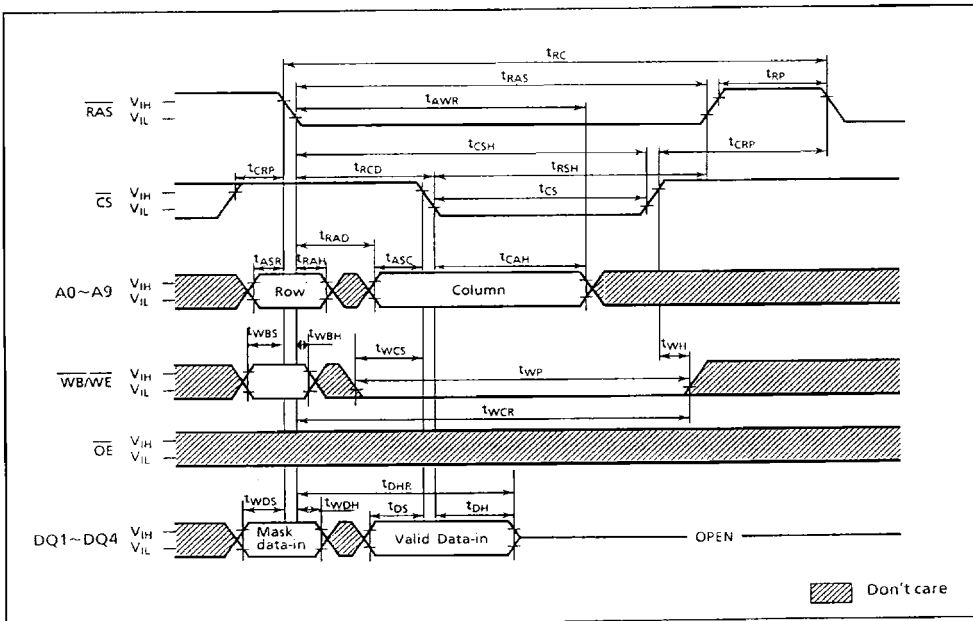 tRC
tRAS
tRP
tAWR
RAS
VIH
VIL
tCSH
tCRP
tCRP
tRCD
tRSH
CS
VIH
VIL
tCS
tRAD
tASR
tRAH
tASC
tCAH
A0~A9
VIH
VIL
Row
Column
tWBS
tWBH
tWCS
tWH
WB/WE
VIH
VIL
tWP
tWCR
OE
VIH
VIL
tDHR
tWDS
tWDH
tDS
tDH
DQ1~DQ4
VIH
VIL
Mask
data-in
Valid Data-in
OPEN
Don't care